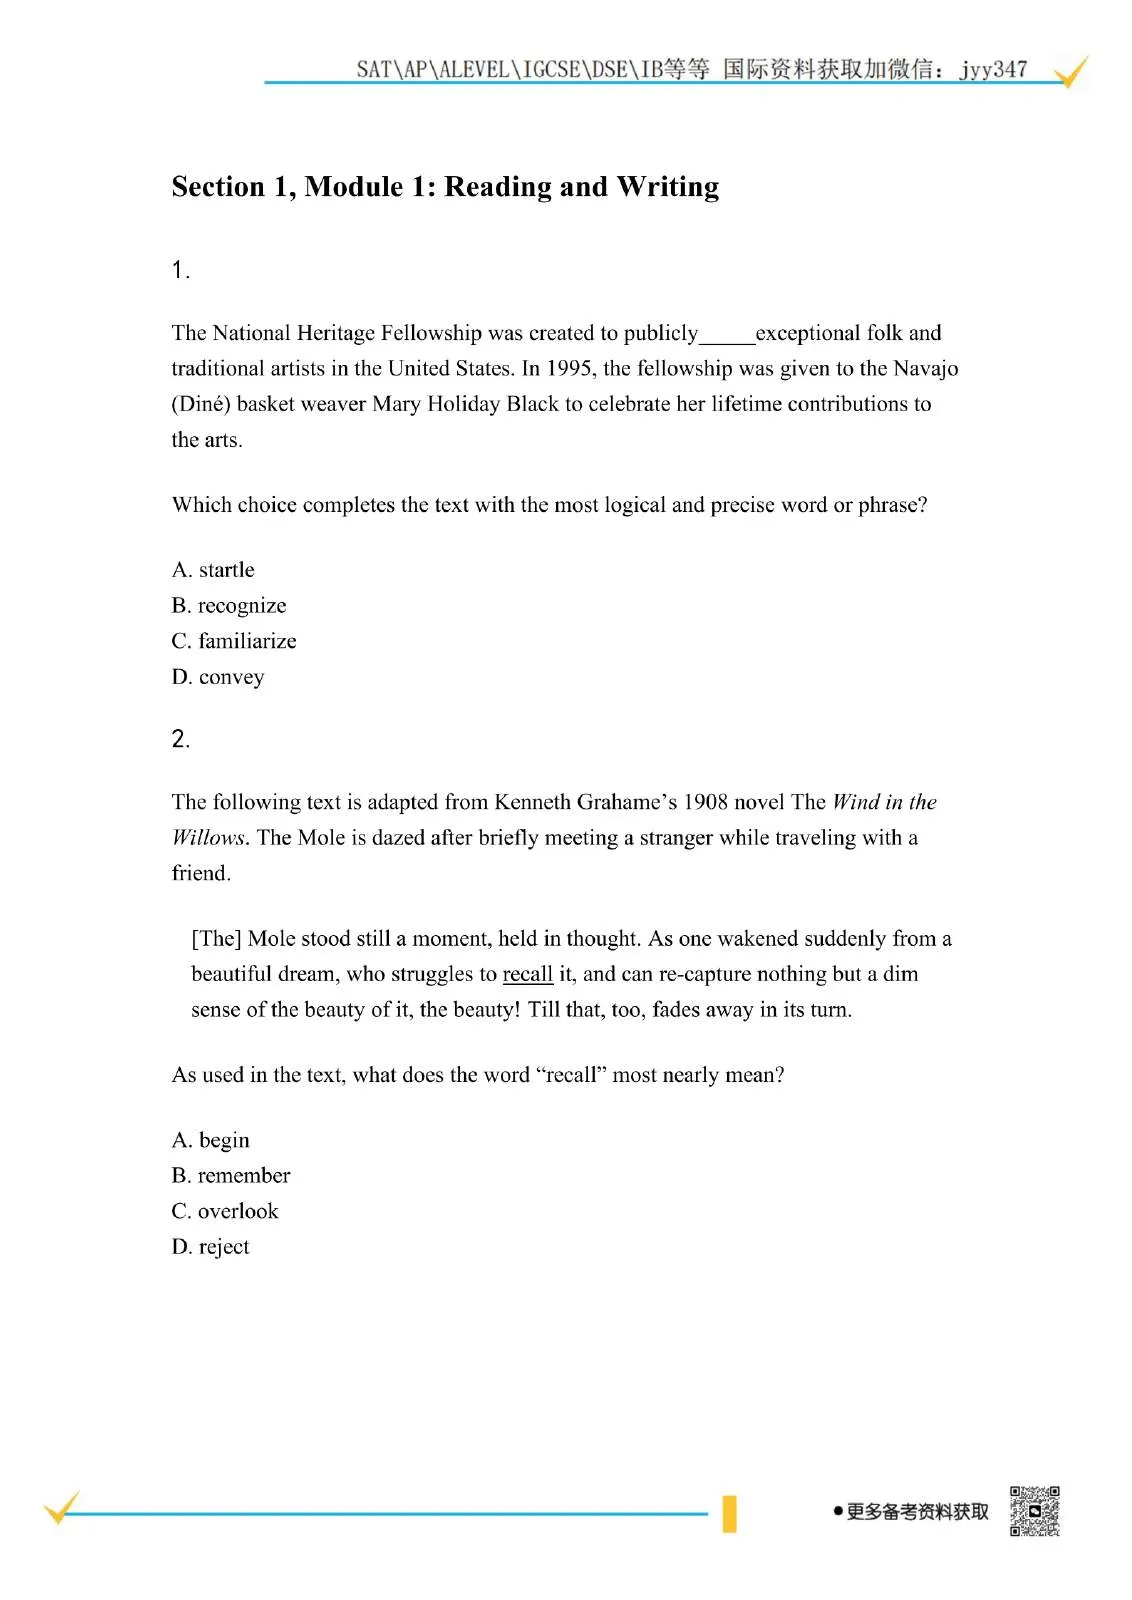 SAT\AP\ALEVEL\IGCSE\DSE\IB等等 国际资料获取加微信：jyy347
Section 1, Module 1: Reading and Writing
1.
The National Heritage Fellowship was created to publicly_____exceptional folk and
traditional artists in the United States. In 1995, the fellowship was given to the Navajo
(Diné) basket weaver Mary Holiday Black to celebrate her lifetime contributions to
the arts.
Which choice completes the text with the most logical and precise word or phrase?
A. startle
B. recognize
C. familiarize
D. convey
2.
The following text is adapted from Kenneth Grahame’s 1908 novel The Wind in the
Willows. The Mole is dazed after briefly meeting a stranger while traveling with a
friend.
[The] Mole stood still a moment, held in thought. As one wakened suddenly from a
beautiful dream, who struggles to recall it, and can re-capture nothing but a dim
sense of the beauty of it, the beauty! Till that, too, fades away in its turn.
As used in the text, what does the word “recall” most nearly mean?
A. begin
B. remember
C. overlook
D. reject
●更多备考资料获取